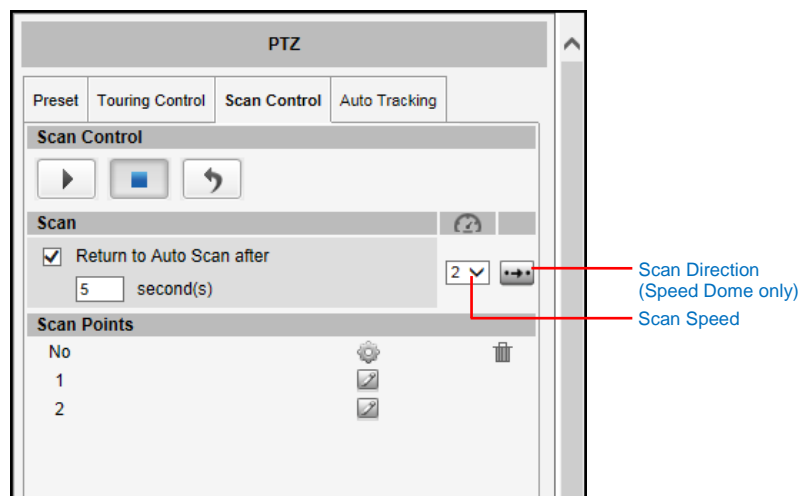 PTZ
Preset Touring Control Scan Control Auto Tracking
Scan Control
Scan
Return to Auto Scan after
5 second(s)
2
Scan Direction
(Speed Dome only)
Scan Speed
Scan Points
No
1
2